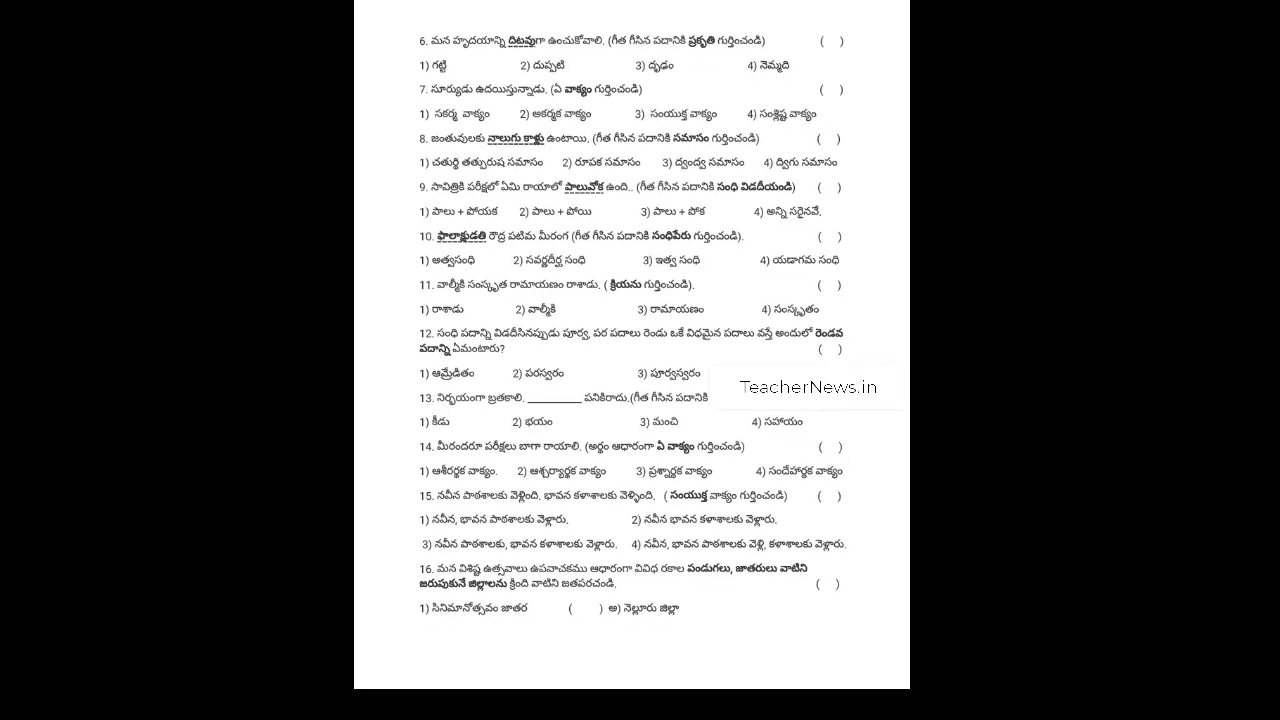 6. మన హృదయాన్ని దిటవుగా ఉంచుకోవాలి. (గీత గీసిన పదానికి ప్రకృతి గుర్తించండి) ( )
1) గట్టి 2) దుప్పటి 3) దృఢం 4) నెమ్మది
7. సూర్యుడు ఉదయిస్తున్నాడు. (ఏ వాక్యం గుర్తించండి) ( )
1) సకర్మ వాక్యం 2) అకర్మక వాక్యం 3) సంయుక్త వాక్యం 4) సంశ్లిష్ట వాక్యం
8. జంతువులకు నాలుగు కాళ్లు ఉంటాయి. (గీత గీసిన పదానికి సమాసం గుర్తించండి) ( )
1) చతుర్థి తత్పురుష సమాసం 2) రూపక సమాసం 3) ద్వంద్వ సమాసం 4) ద్విగు సమాసం
9. సావిత్రికి పరీక్షలో ఏమి రాయాలో పాలువోక ఉంది.. (గీత గీసిన పదానికి సంధి విడదీయండి) ( )
1) పాలు + పోయక 2) పాలు + పోయి 3) పాలు + పోక 4) అన్ని సరైనవే.
10. ఫాలాక్షుడతి రౌద్ర పటిమ మీరంగ (గీత గీసిన పదానికి సంధిపేరు గుర్తించండి). ( )
1) అత్వసంధి 2) సవర్ణదీర్ఘ సంధి 3) ఇత్వ సంధి 4) యడాగమ సంధి
11. వాల్మీకి సంస్కృత రామాయణం రాశాడు. ( క్రియను గుర్తించండి). ( )
1) రాశాడు 2) వాల్మీకి 3) రామాయణం 4) సంస్కృతం
12. సంధి పదాన్ని విడదీసినప్పుడు పూర్వ, పర పదాలు రెండు ఒకే విధమైన పదాలు వస్తే అందులో రెండవ
పదాన్ని ఏమంటారు? ( )
1) ఆమ్రేడితం 2) పరస్వరం 3) పూర్వస్వరం
TeacherNews.in
13. నిర్భయంగా బ్రతకాలి. __________ పనికిరాదు.(గీత గీసిన పదానికి
1) కీడు 2) భయం 3) మంచి 4) సహాయం
14. మీరందరూ పరీక్షలు బాగా రాయాలి. (అర్థం ఆధారంగా ఏ వాక్యం గుర్తించండి) ( )
1) ఆశీరర్థక వాక్యం. 2) ఆశ్చర్యార్థక వాక్యం 3) ప్రశ్నార్థక వాక్యం 4) సందేహార్థక వాక్యం
15. నవీన పాఠశాలకు వెళ్లింది. భావన కళాశాలకు వెళ్ళింది. ( సంయుక్త వాక్యం గుర్తించండి) ( )
1) నవీన, భావన పాఠశాలకు వెళ్లారు. 2) నవీన భావన కళాశాలకు వెళ్లారు.
3) నవీన పాఠశాలకు, భావన కళాశాలకు వెళ్లారు. 4) నవీన, భావన పాఠశాలకు వెళ్లి, కళాశాలకు వెళ్లారు.
16. మన విశిష్ట ఉత్సవాలు ఉపవాచకము ఆధారంగా వివిధ రకాల పండుగలు, జాతరులు వాటిని
జరుపుకునే జిల్లాలను క్రింది వాటిని జతపరచండి. ( )
1) సినిమానోత్సవం జాతర ( ) అ) నెల్లూరు జిల్లా